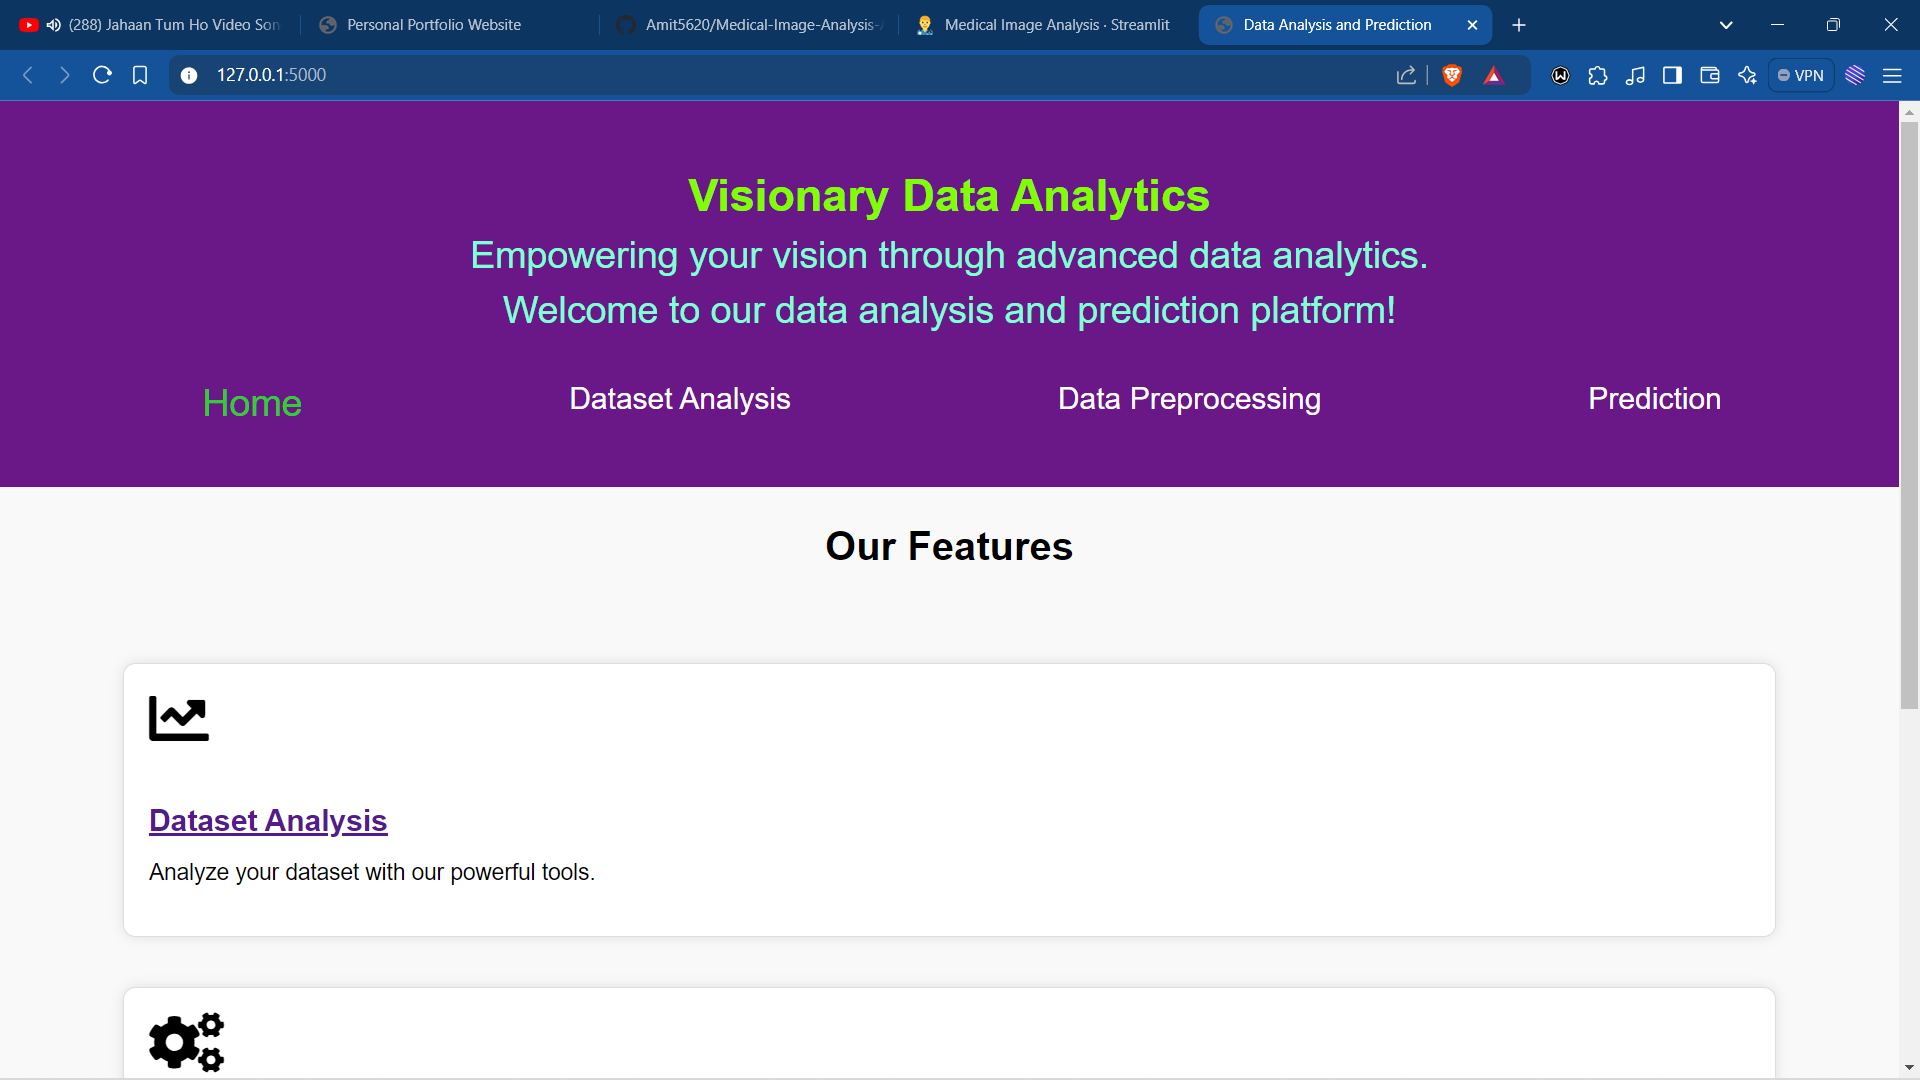 (288) Jahaan Tum Ho Video Son
Personal Portfolio Website
Amit5620/Medical-Image-Analysis-
Medical Image Analysis · Streamlit
Data Analysis and Prediction
127.0.0.1:5000
VPN
Visionary Data Analytics
Empowering your vision through advanced data analytics.
Welcome to our data analysis and prediction platform!
Home
Dataset Analysis
Data Preprocessing
Prediction
Our Features
Dataset Analysis
Analyze your dataset with our powerful tools.